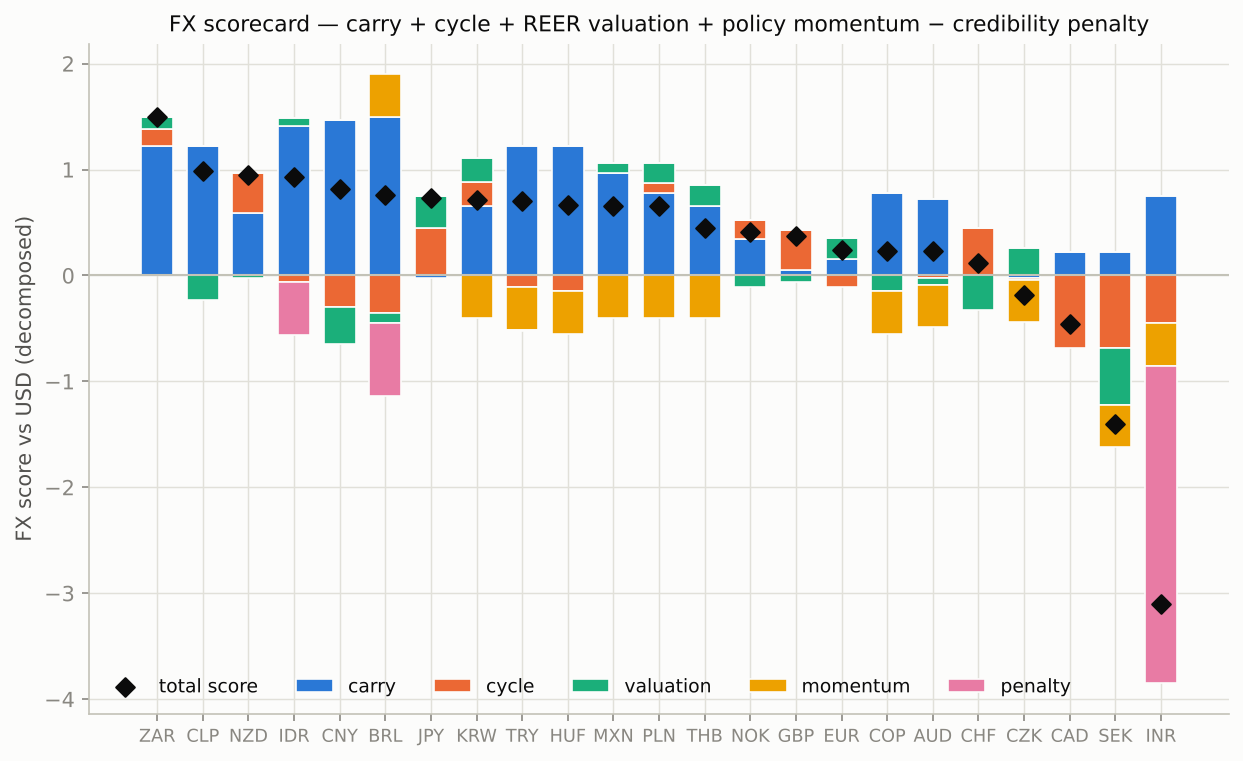 FX scorecard — carry + cycle + REER valuation + policy momentum − credibility penalty
FX score vs USD (decomposed)
2
1
0
−1
−2
−3
−4
total score carry cycle valuation momentum penalty
ZAR CLP NZD IDR CNY BRL JPY KRW TRY HUF MXN PLN THB NOK GBP EUR COP AUD CHF CZK CAD SEK INR